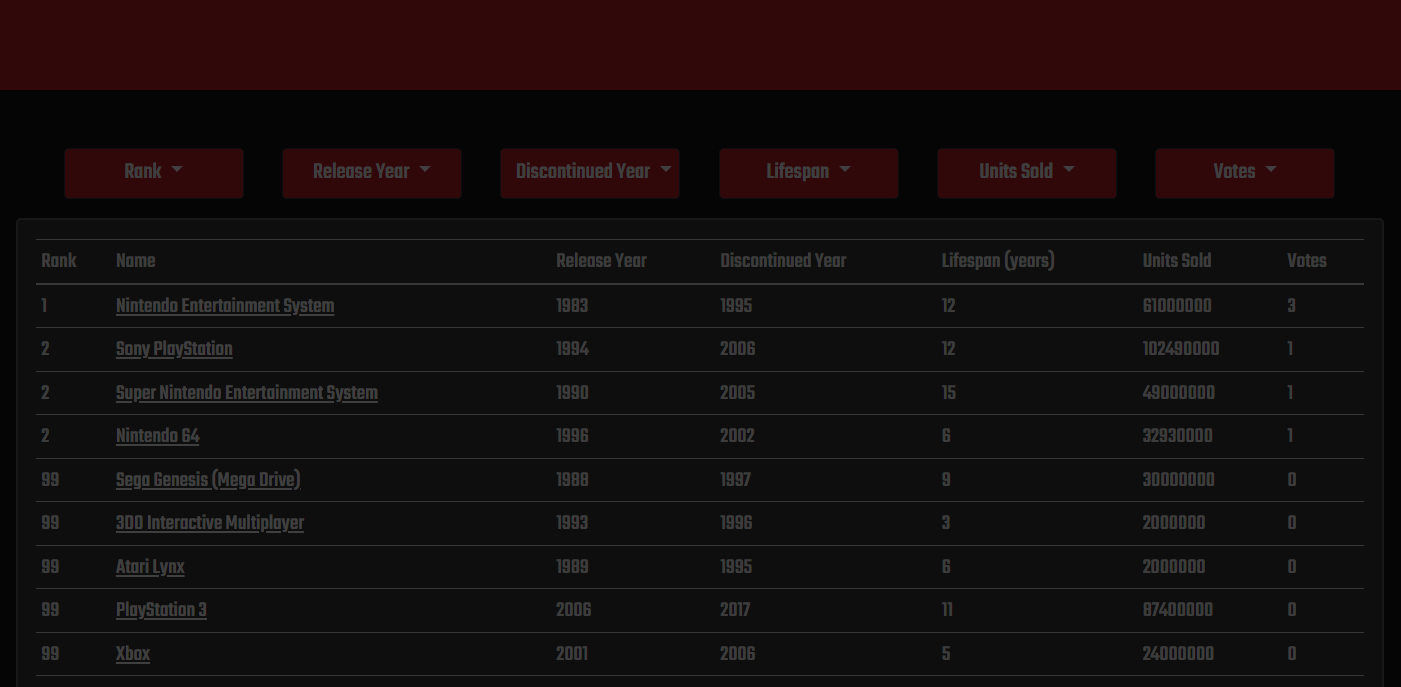 Rank Release Year Discontinued Year Lifespan Units Sold Votes
Rank Name Release Year Discontinued Year Lifespan (years) Units Sold Votes
1 Nintendo Entertainment System 1983 1995 12 61000000 3
2 Sony PlayStation 1994 2006 12 102490000 1
2 Super Nintendo Entertainment System 1990 2005 15 49000000 1
2 Nintendo 64 1996 2002 6 32930000 1
99 Sega Genesis (Mega Drive) 1988 1997 9 30000000 0
99 3DO Interactive Multiplayer 1993 1996 3 2000000 0
99 Atari Lynx 1989 1995 6 2000000 0
99 PlayStation 3 2006 2017 11 87400000 0
99 Xbox 2001 2006 5 24000000 0